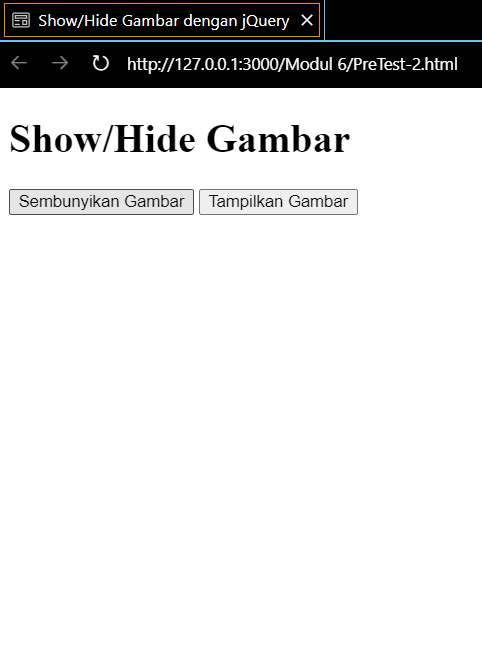 Show/Hide Gambar dengan jQuery
http://127.0.0.1:3000/Modul 6/PreTest-2.html
Show/Hide Gambar
Sembunyikan Gambar Tampilkan Gambar